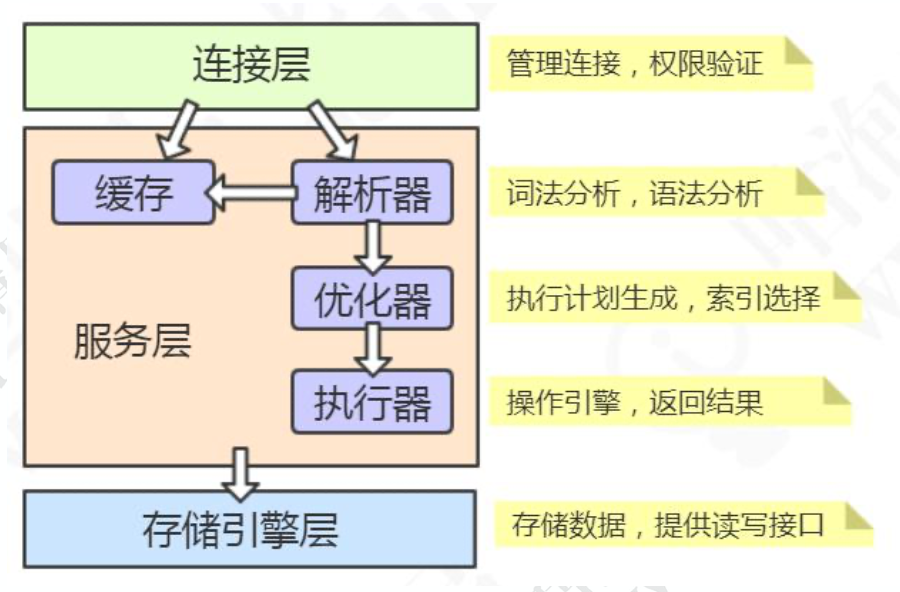 连接层
管理连接，权限验证
缓存
解析器
词法分析，语法分析
优化器
执行计划生成，索引选择
服务层
执行器
操作引擎，返回结果
存储引擎层
存储数据，提供读写接口